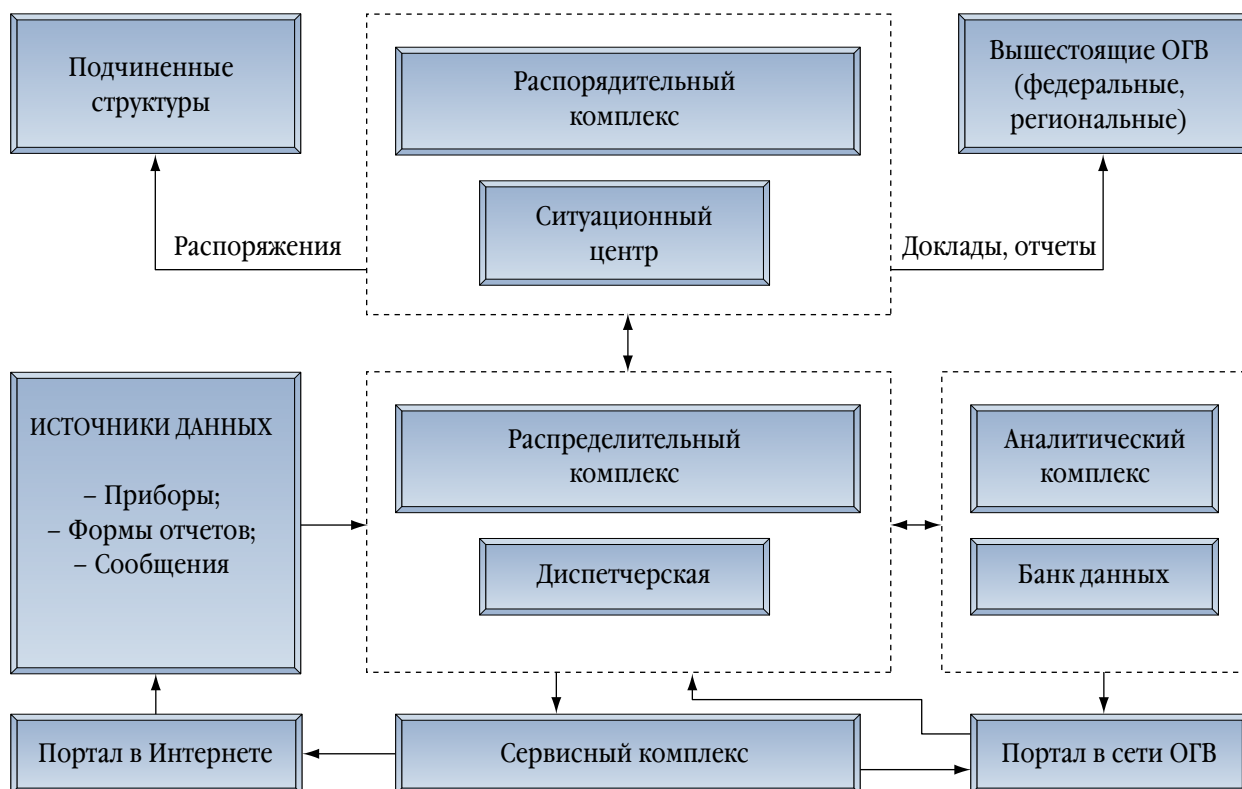 Подчиненные
структуры
Распорядительный
комплекс
Вышестоящие ОГВ
(федеральные,
региональные)
Ситуационный
центр
Распоряжения
Доклады, отчеты
ИСТОЧНИКИ ДАННЫХ
– Приборы;
– Формы отчетов;
– Сообщения
Распределительный
комплекс
Диспетчерская
Аналитический
комплекс
Банк данных
Портал в Интернете
Сервисный комплекс
Портал в сети ОГВ